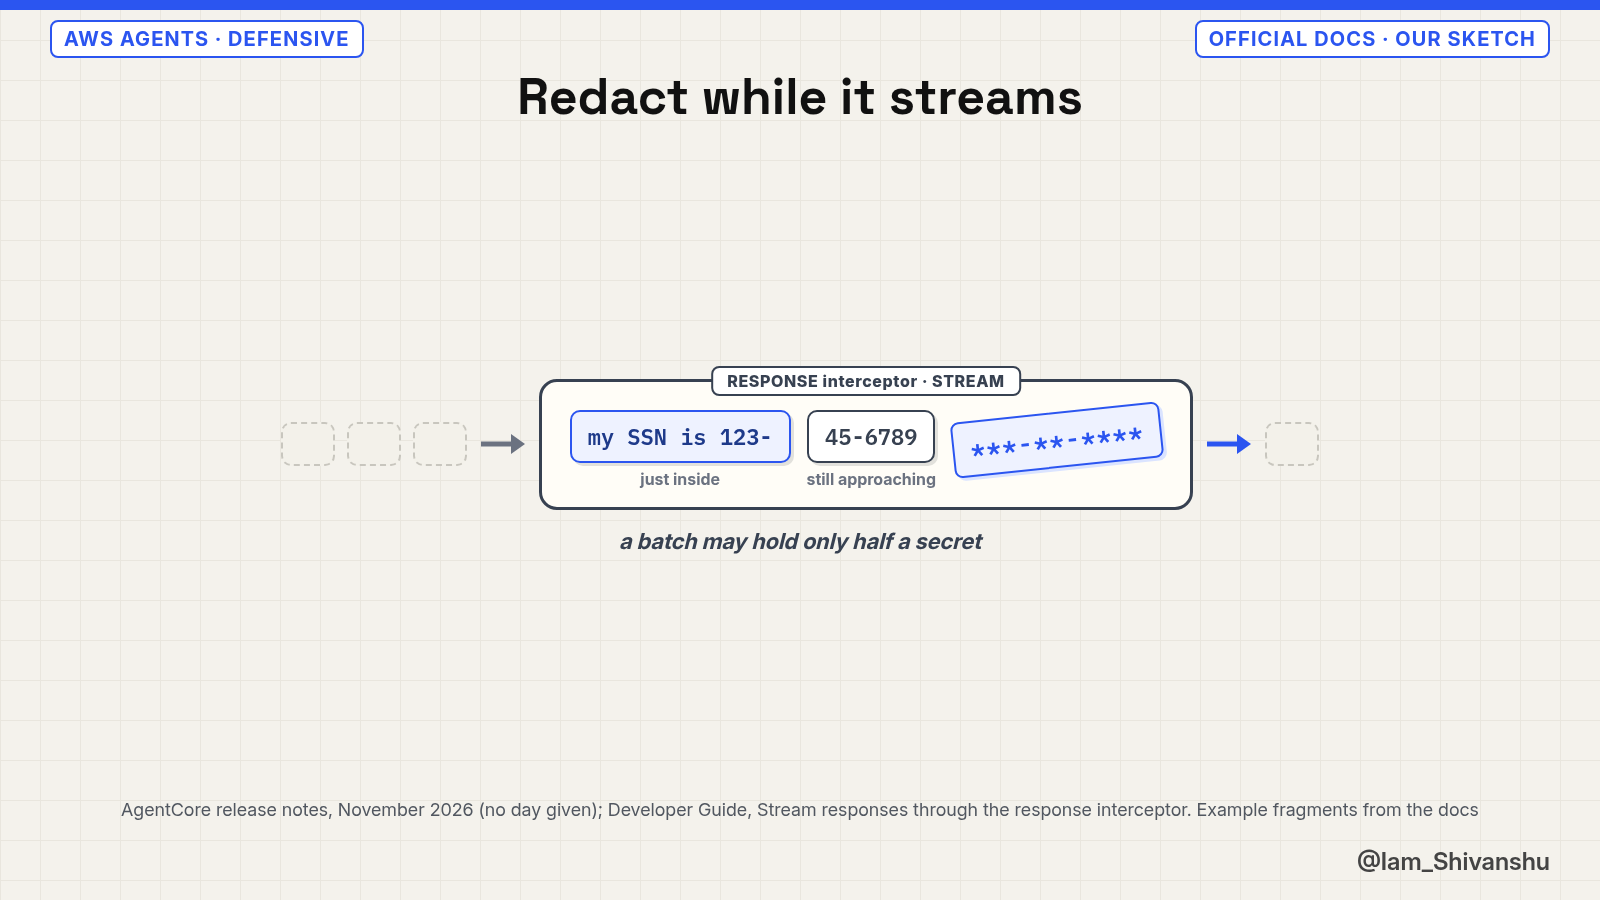 AWS AGENTS · DEFENSIVE
OFFICIAL DOCS · OUR SKETCH
Redact while it streams
RESPONSE interceptor · STREAM
my SSN is 123-
45-6789
***-**-****
just inside
still approaching
a batch may hold only half a secret
AgentCore release notes, November 2026 (no day given); Developer Guide, Stream responses through the response interceptor. Example fragments from the docs
@Iam_Shivanshu